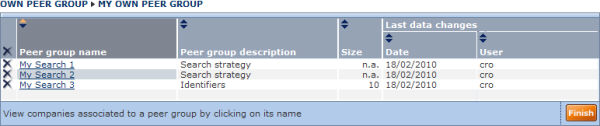 OWN PEER GROUP ▶ MY OWN PEER GROUP
Last data changes
Peer group name Peer group description Size Date User
My Search 1 Search strategy n.a. 18/02/2010 cro
My Search 2 Search strategy n.a. 18/02/2010 cro
My Search 3 Identifiers 10 18/02/2010 cro
View companies associated to a peer group by clicking on its name Finish